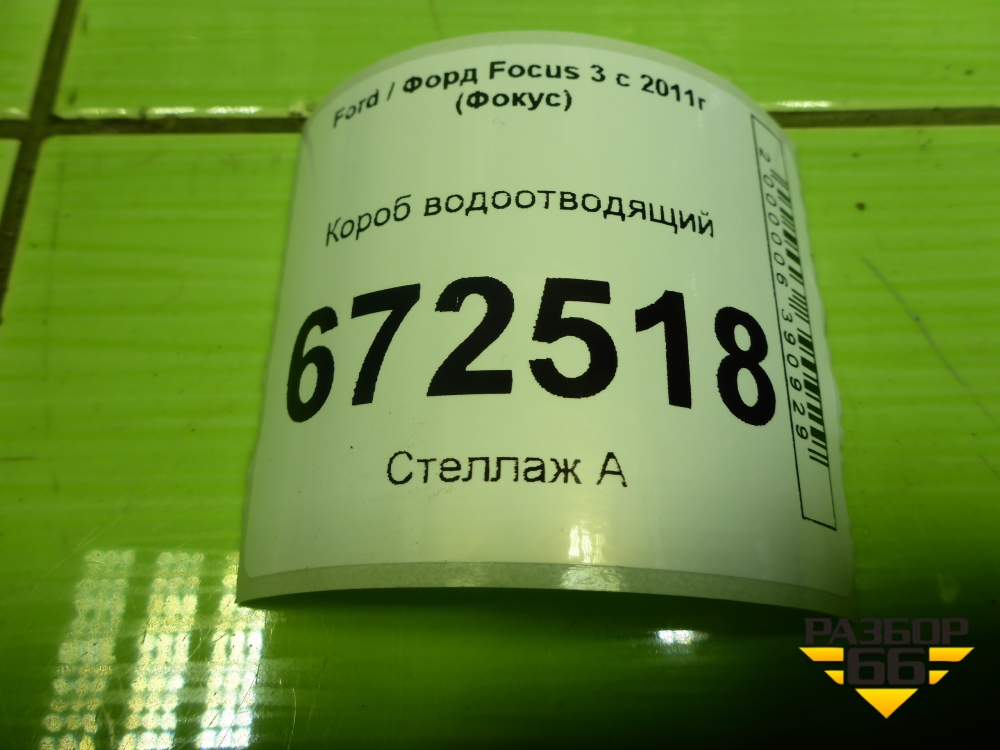 Ford / Форд Focus 3 с 2011г
(Фокус)
Короб водоотводящий
672518
Стеллаж А
2000006390929
РАЗБОР
66